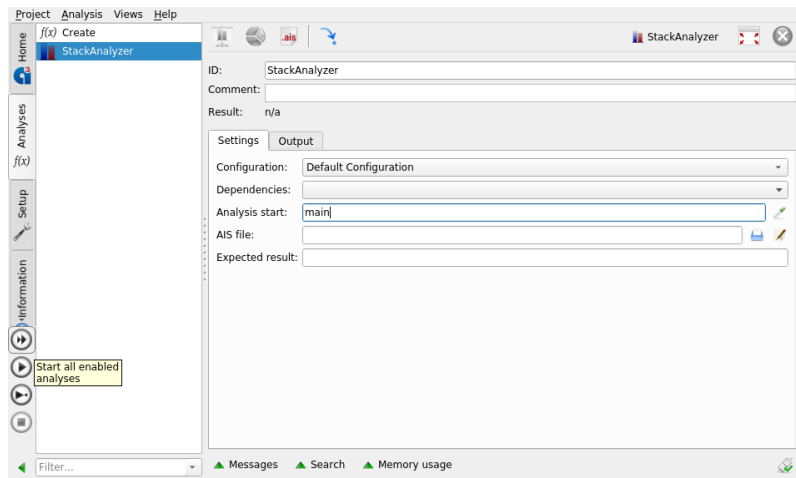 Project Analysis Views Help
Home
Analyses
f(x)
Setup
Information
f(x) Create
StackAnalyzer
.ais
StackAnalyzer
ID: StackAnalyzer
Comment:
Result: n/a
Settings Output
Configuration: Default Configuration
Dependencies:
Analysis start: main
AIS file:
Expected result:
Start all enabled
analyses
Filter...
Messages Search Memory usage